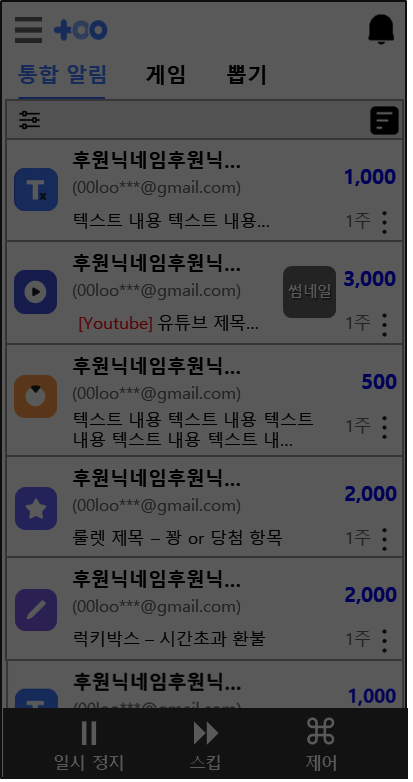 too
통합 알림 게임 뽑기
후원닉네임후원닉...
(00loo***@gmail.com)
1,000
텍스트 내용 텍스트 내용...
1주
후원닉네임후원닉...
(00loo***@gmail.com)
썸네일
3,000
[Youtube] 유튜브 제목...
1주
후원닉네임후원닉...
(00loo***@gmail.com)
500
텍스트 내용 텍스트 내용 텍스트
내용 텍스트 내용 텍스트 내...
1주
후원닉네임후원닉...
(00loo***@gmail.com)
2,000
룰렛 제목 – 꽝 or 당첨 항목
1주
후원닉네임후원닉...
(00loo***@gmail.com)
2,000
럭키박스 – 시간초과 환불
1주
후원닉네임후원닉...
(00loo***@gmail.com)
1,000
일시 정지 스킵 제어